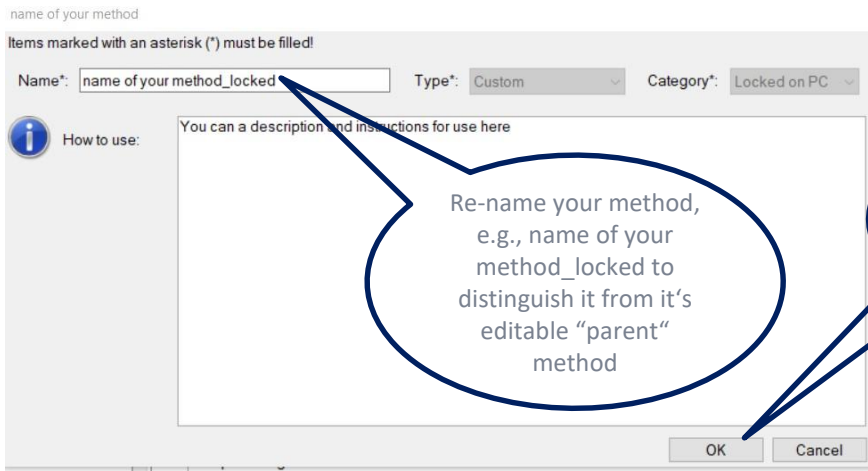 name of your method
Items marked with an asterisk (*) must be filled!
Name*: name of your method_locked Type*: Custom Category*: Locked on PC
How to use: You can a description and instructions for use here
Re-name your method,
e.g., name of your
method_locked to
distinguish it from it‘s
editable “parent“
method
OK Cancel